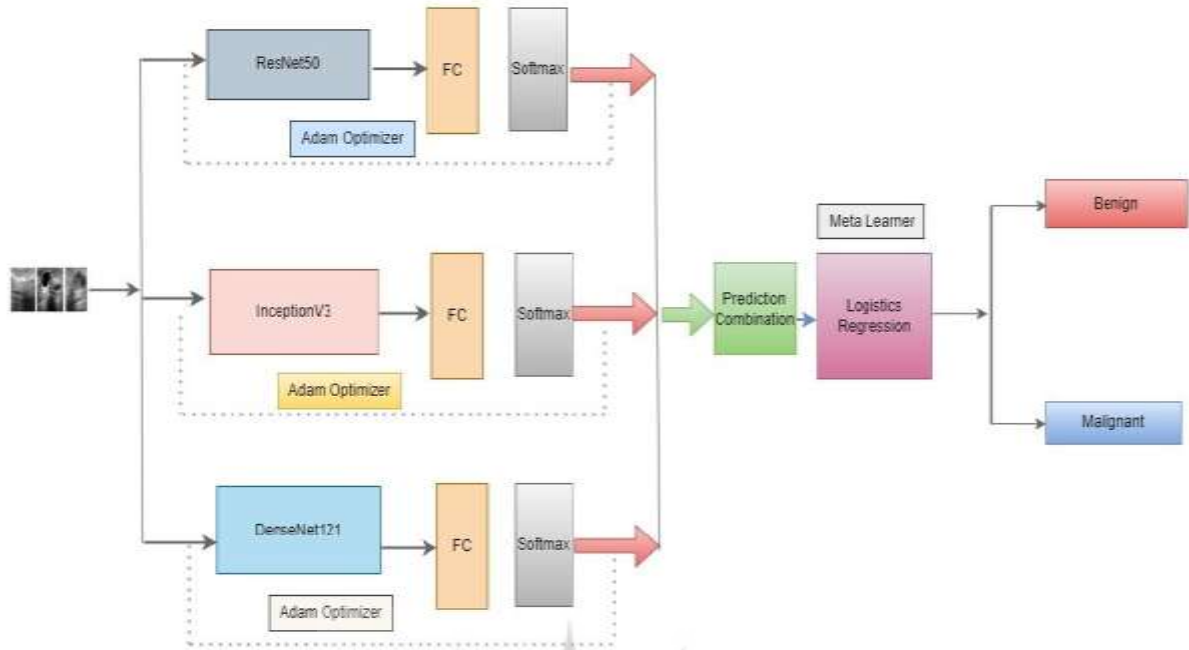 ResNet50
FC
Softmax
Adam Optimizer
InceptionV3
FC
Softmax
Adam Optimizer
DenseNet121
FC
Softmax
Adam Optimizer
Prediction
Combination
Meta Learner
Logistics
Regression
Benign
Malignant